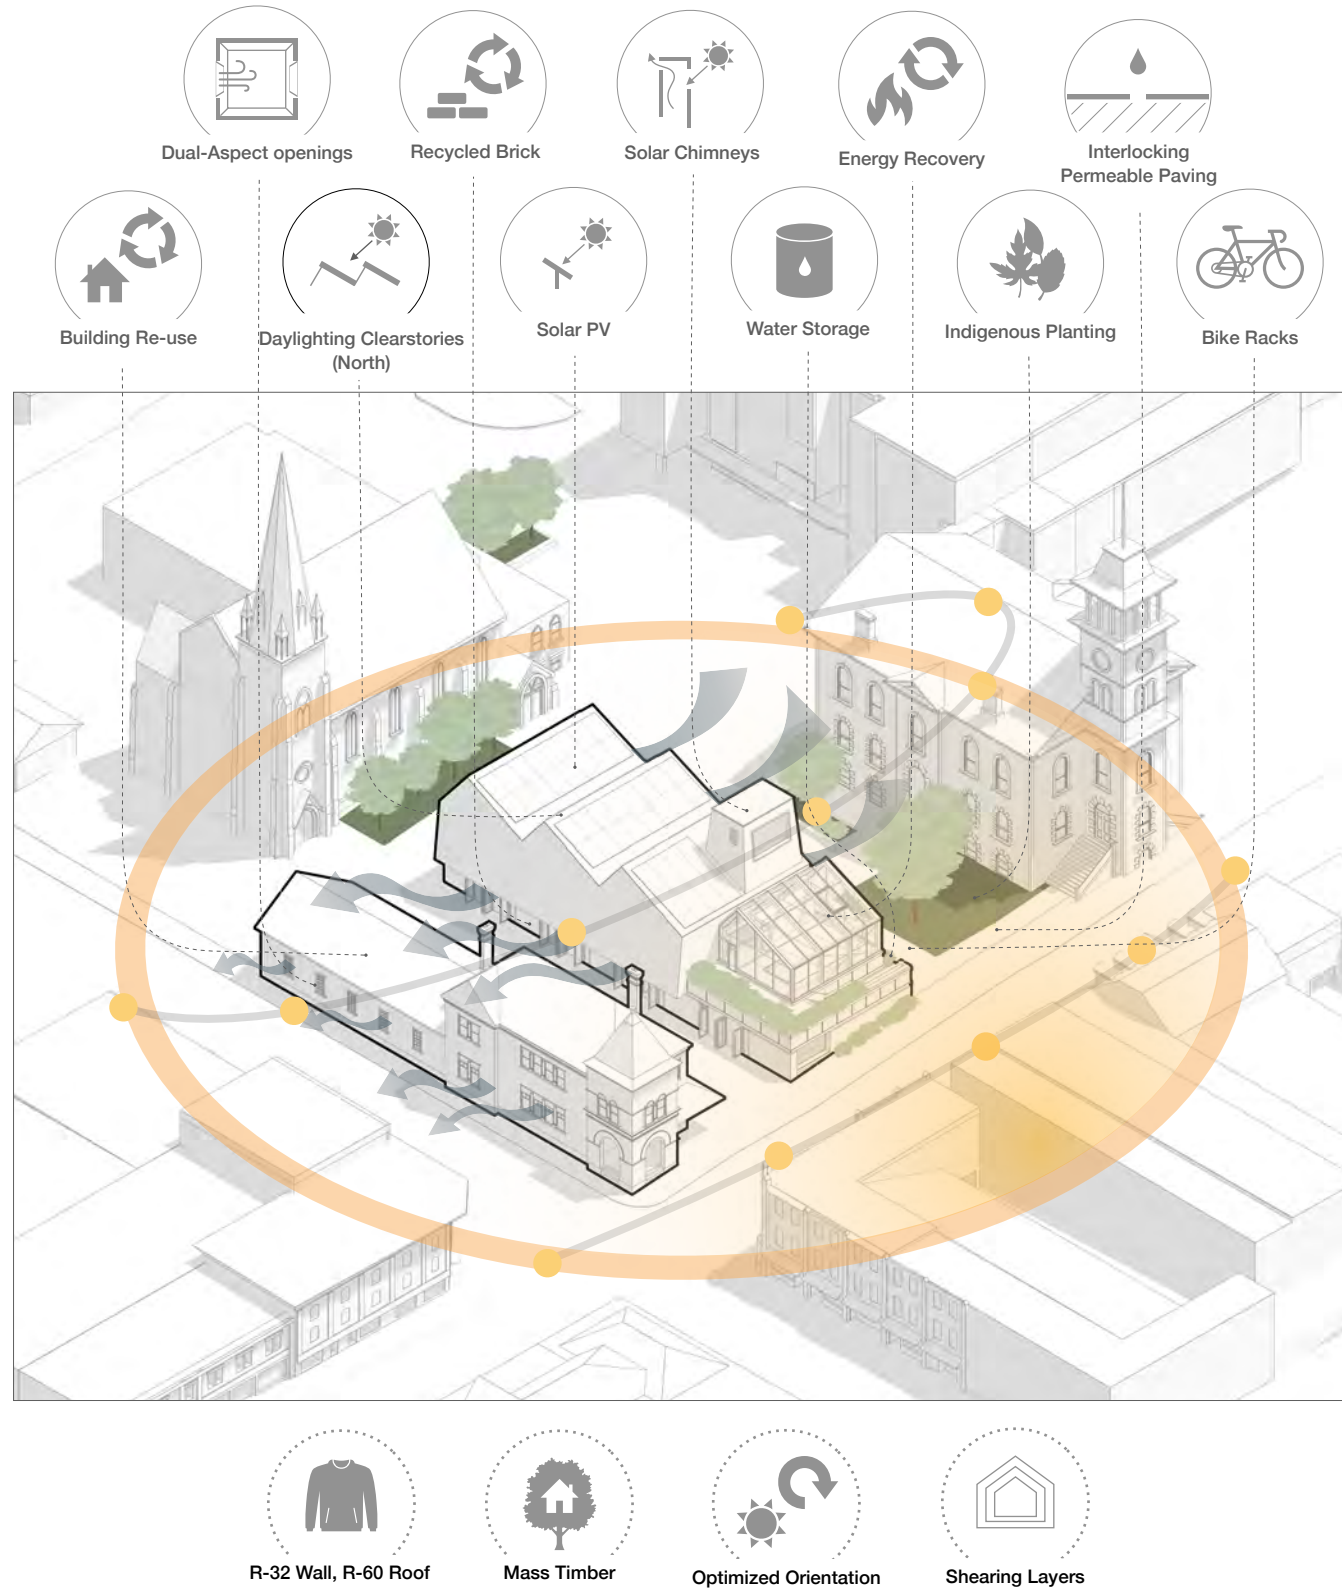 Dual-Aspect openings
Recycled Brick
Solar Chimneys
Energy Recovery
Interlocking
Permeable Paving
Building Re-use
Daylighting Clearstories
(North)
Solar PV
Water Storage
Indigenous Planting
Bike Racks
R-32 Wall, R-60 Roof
Mass Timber
Optimized Orientation
Shearing Layers